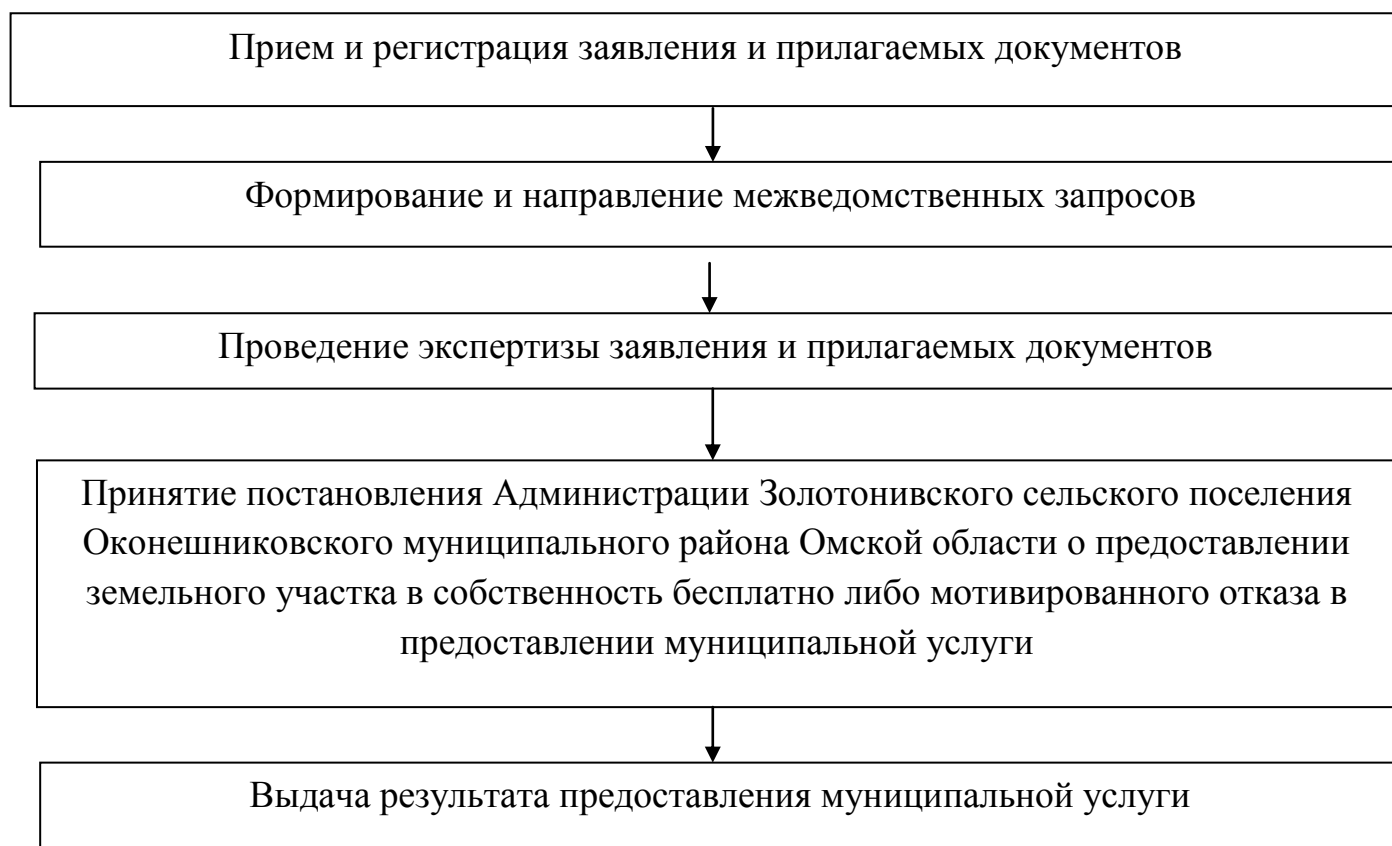 Прием и регистрация заявления и прилагаемых документов
Формирование и направление межведомственных запросов
Проведение экспертизы заявления и прилагаемых документов
Принятие постановления Администрации Золотонивского сельского поселения
Оконешниковского муниципального района Омской области о предоставлении
земельного участка в собственность бесплатно либо мотивированного отказа в
предоставлении муниципальной услуги
Выдача результата предоставления муниципальной услуги